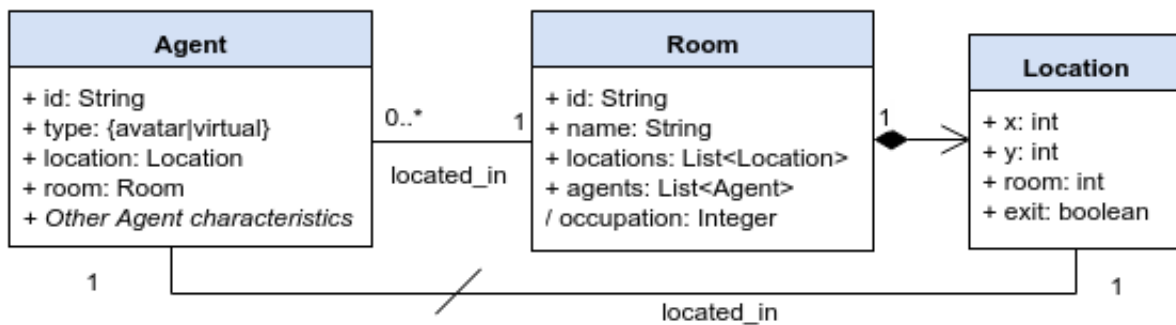 Agent
+ id: String
+ type: {avatar|virtual}
+ location: Location
+ room: Room
+ Other Agent characteristics
0..*
1
located_in
Room
+ id: String
+ name: String
+ locations: List<Location>
+ agents: List<Agent>
/ occupation: Integer
1
Location
+ x: int
+ y: int
+ room: int
+ exit: boolean
1
1
located_in